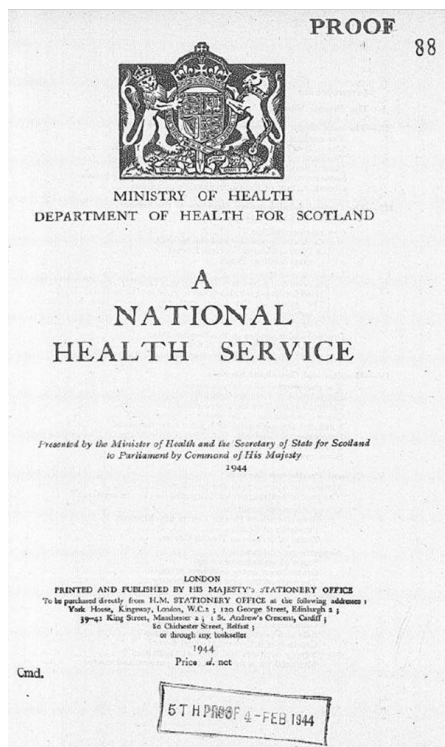 PROOF
88
MINISTRY OF HEALTH
DEPARTMENT OF HEALTH FOR SCOTLAND
A
NATIONAL
HEALTH SERVICE
Presented by the Minister of Health and the Secretary of State for Scotland
to Parliament by Command of His Majesty
1944
LONDON
PRINTED AND PUBLISHED BY HIS MAJESTY'S STATIONERY OFFICE
To be purchased directly from H.M. STATIONERY OFFICE at the following addresses :
York House, Kingsway, London, W.C.2 ; 120 George Street, Edinburgh 2 ;
39-41 King Street, Manchester 2 ; 1 St. Andrew's Crescent, Cardiff ;
80 Chichester Street, Belfast ;
or through any bookseller
1944
Price d. net
Cmd.
5TH PROOF 4-FEB 1944